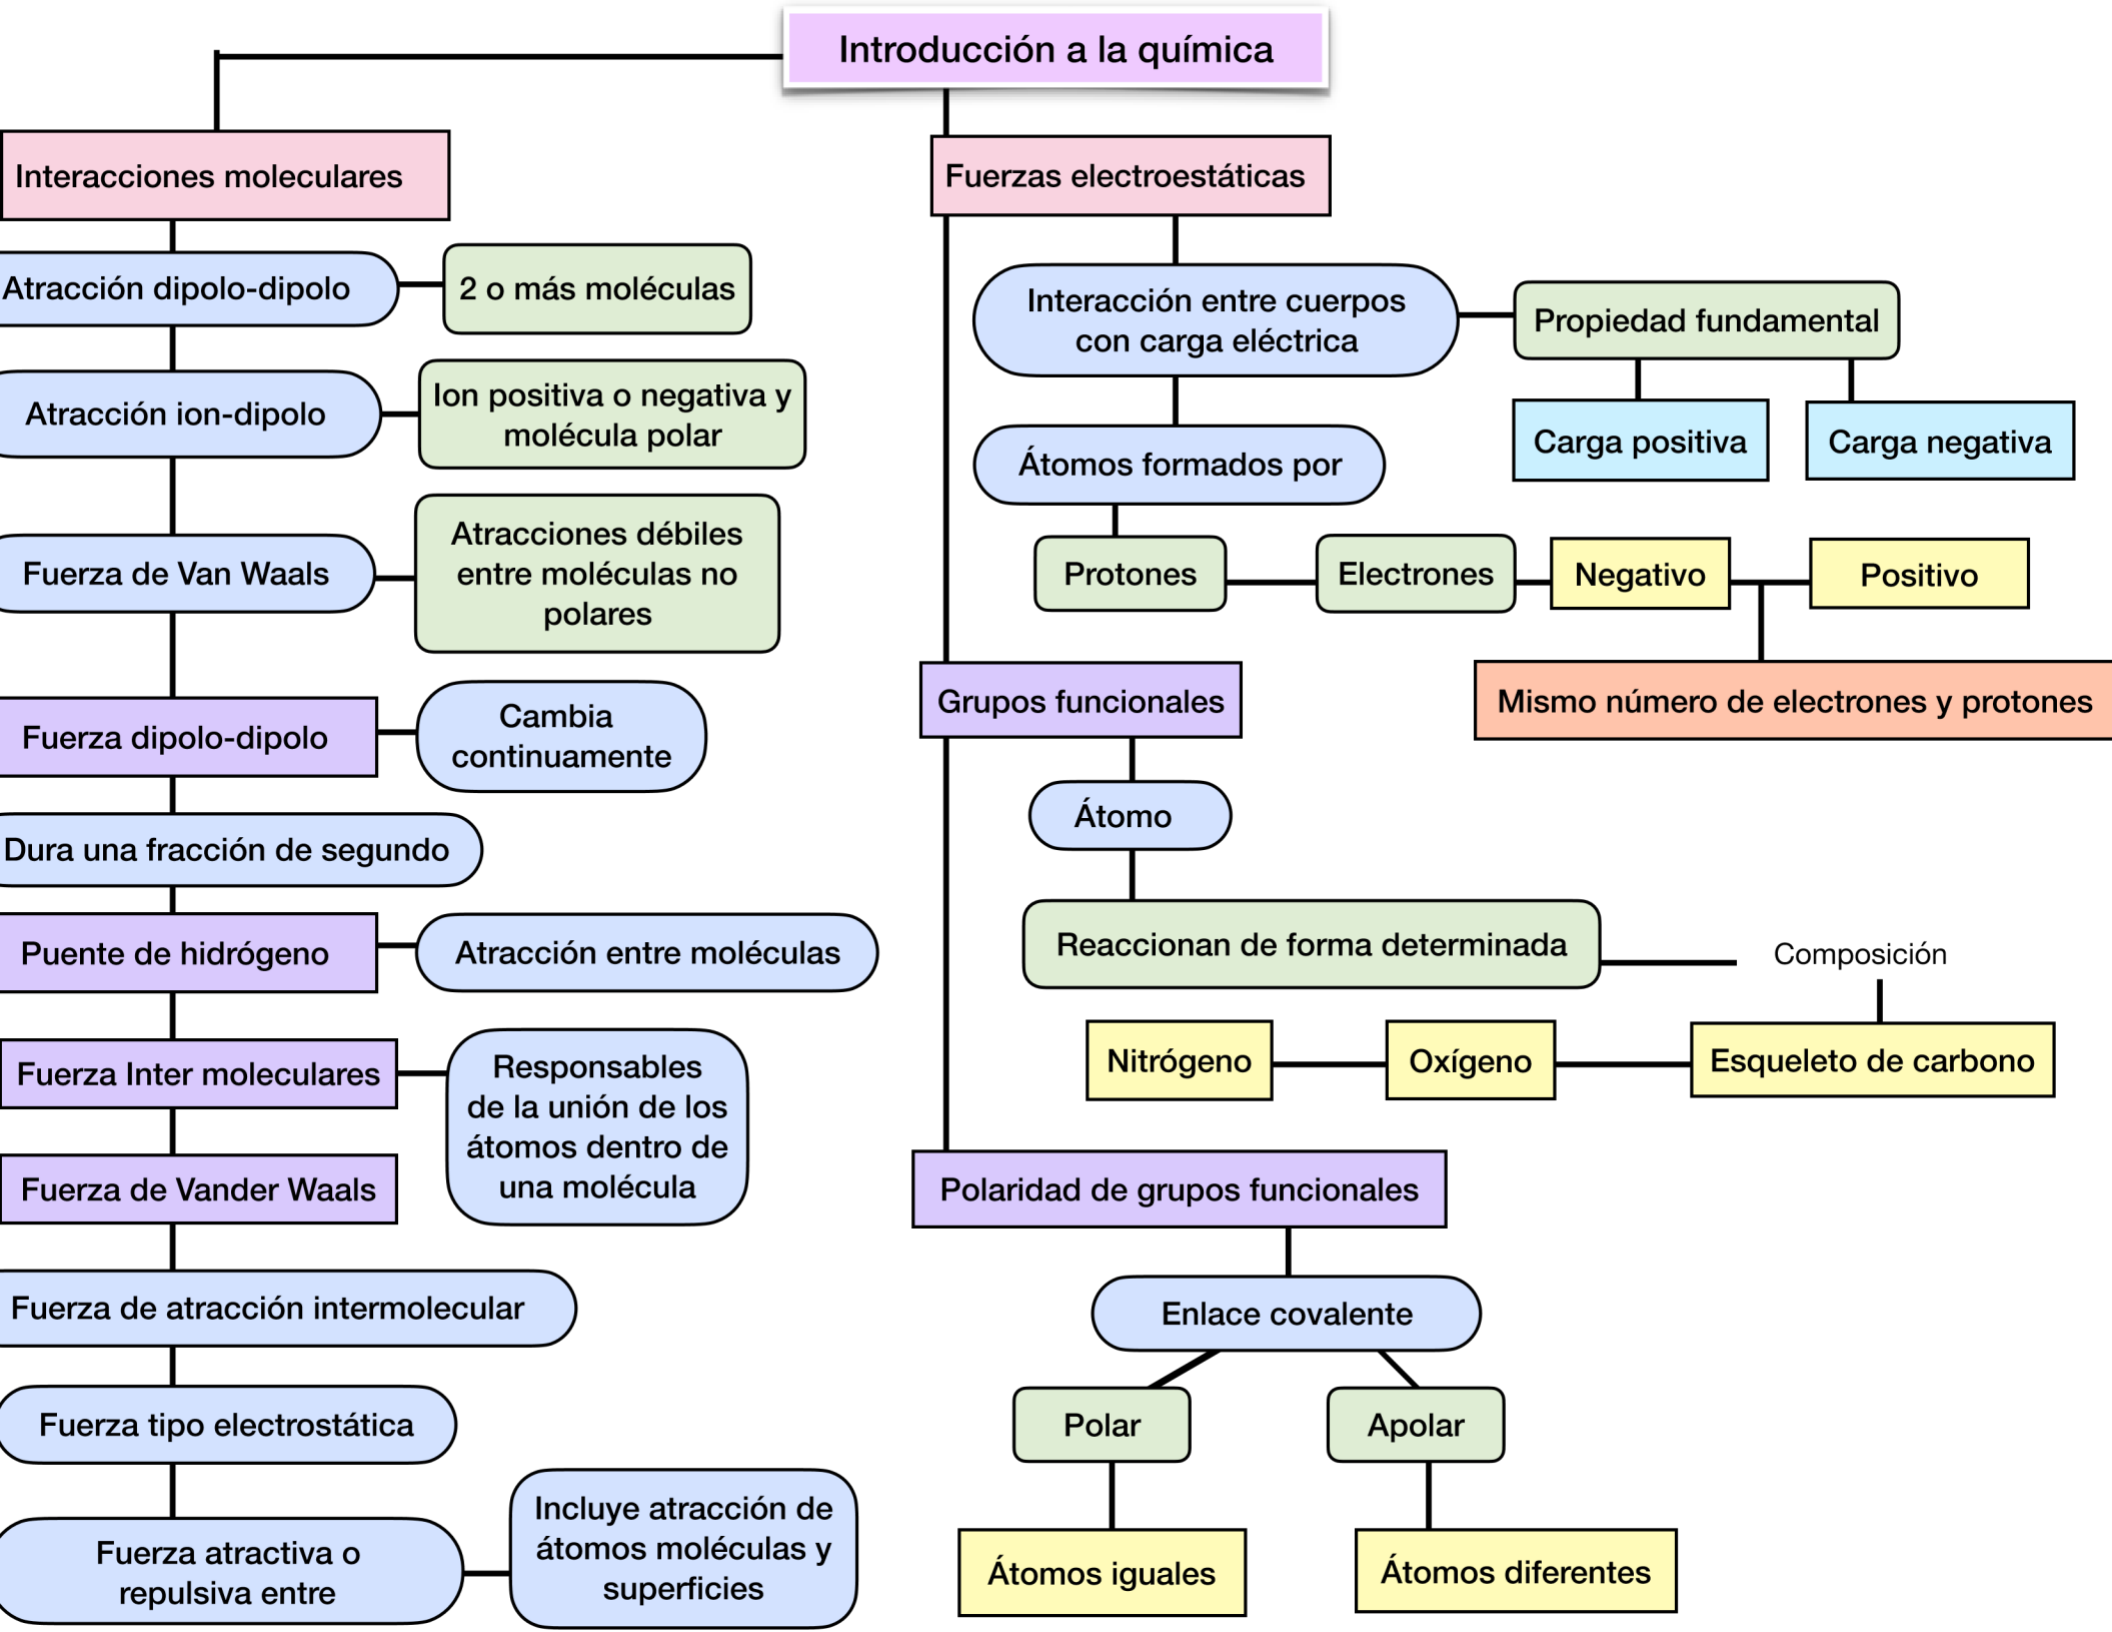 Introducción a la química
Interacciones moleculares
Atracción dipolo-dipolo
2 o más moléculas
Atracción ion-dipolo
Ion positiva o negativa y
molécula polar
Fuerza de Van Waals
Atracciones débiles
entre moléculas no
polares
Fuerza dipolo-dipolo
Cambia
continuamente
Dura una fracción de segundo
Puente de hidrógeno
Atracción entre moléculas
Fuerza Inter moleculares
Responsables
de la unión de los
átomos dentro de
una molécula
Fuerza de Vander Waals
Fuerza de atracción intermolecular
Fuerza tipo electrostática
Fuerza atractiva o
repulsiva entre
Incluye atracción de
átomos moléculas y
superficies
Fuerzas electroestáticas
Interacción entre cuerpos
con carga eléctrica
Propiedad fundamental
Carga positiva
Carga negativa
Átomos formados por
Protones
Electrones
Negativo
Positivo
Mismo número de electrones y protones
Grupos funcionales
Átomo
Reaccionan de forma determinada
Composición
Nitrógeno
Oxígeno
Esqueleto de carbono
Polaridad de grupos funcionales
Enlace covalente
Polar
Apolar
Átomos iguales
Átomos diferentes